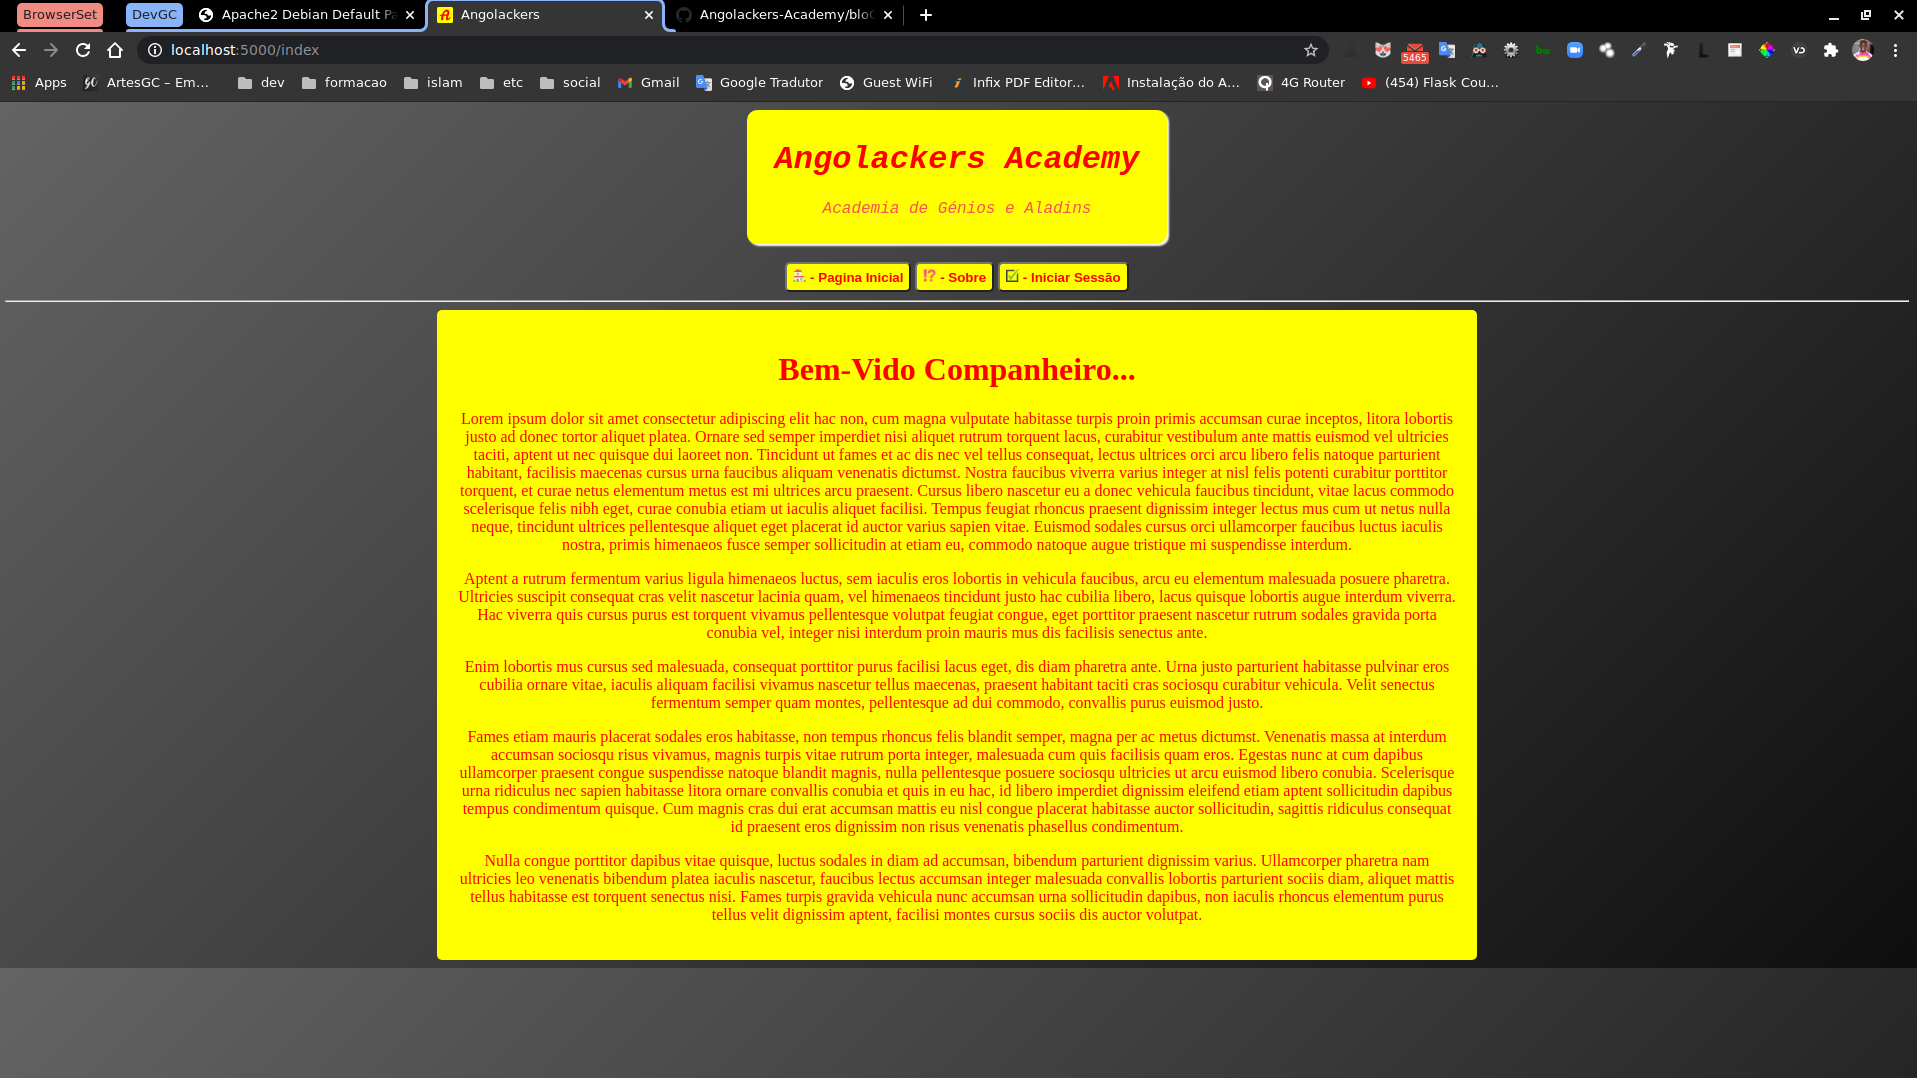 BrowserSet
DevGC
Apache2 Debian Default Pa
Angolackers
Angolackers-Academy/blo
localhost:5000/index
5465
Apps
ArtesGC – Em…
dev
formacao
islam
etc
social
Gmail
Google Tradutor
Guest WiFi
Infix PDF Editor…
Instalação do A…
4G Router
(454) Flask Cou…
Angolackers Academy
Academia de Génios e Aladins
- Pagina Inicial
⁉ - Sobre
- Iniciar Sessão
Bem-Vido Companheiro...
Lorem ipsum dolor sit amet consectetur adipiscing elit hac non, cum magna vulputate habitasse turpis proin primis accumsan curae inceptos, litora lobortis
justo ad donec tortor aliquet platea. Ornare sed semper imperdiet nisi aliquet rutrum torquent lacus, curabitur vestibulum ante mattis euismod vel ultricies
taciti, aptent ut nec quisque dui laoreet non. Tincidunt ut fames et ac dis nec vel tellus consequat, lectus ultrices orci arcu libero felis natoque parturient
habitant, facilisis maecenas cursus urna faucibus aliquam venenatis dictumst. Nostra faucibus viverra varius integer at nisl felis potenti curabitur porttitor
torquent, et curae netus elementum metus est mi ultrices arcu praesent. Cursus libero nascetur eu a donec vehicula faucibus tincidunt, vitae lacus commodo
scelerisque felis nibh eget, curae conubia etiam ut iaculis aliquet facilisi. Tempus feugiat rhoncus praesent dignissim integer lectus mus cum ut netus nulla
neque, tincidunt ultrices pellentesque aliquet eget placerat id auctor varius sapien vitae. Euismod sodales cursus orci ullamcorper faucibus luctus iaculis
nostra, primis himenaeos fusce semper sollicitudin at etiam eu, commodo natoque augue tristique mi suspendisse interdum.
Aptent a rutrum fermentum varius ligula himenaeos luctus, sem iaculis eros lobortis in vehicula faucibus, arcu eu elementum malesuada posuere pharetra.
Ultricies suscipit consequat cras velit nascetur lacinia quam, vel himenaeos tincidunt justo hac cubilia libero, lacus quisque lobortis augue interdum viverra.
Hac viverra quis cursus purus est torquent vivamus pellentesque volutpat feugiat congue, eget porttitor praesent nascetur rutrum sodales gravida porta
conubia vel, integer nisi interdum proin mauris mus dis facilisis senectus ante.
Enim lobortis mus cursus sed malesuada, consequat porttitor purus facilisi lacus eget, dis diam pharetra ante. Urna justo parturient habitasse pulvinar eros
cubilia ornare vitae, iaculis aliquam facilisi vivamus nascetur tellus maecenas, praesent habitant taciti cras sociosqu curabitur vehicula. Velit senectus
fermentum semper quam montes, pellentesque ad dui commodo, convallis purus euismod justo.
Fames etiam mauris placerat sodales eros habitasse, non tempus rhoncus felis blandit semper, magna per ac metus dictumst. Venenatis massa at interdum
accumsan sociosqu risus vivamus, magnis turpis vitae rutrum porta integer, malesuada cum quis facilisis quam eros. Egestas nunc at cum dapibus
ullamcorper praesent congue suspendisse natoque blandit magnis, nulla pellentesque posuere sociosqu ultricies ut arcu euismod libero conubia. Scelerisque
urna ridiculus nec sapien habitasse litora ornare convallis conubia et quis in eu hac, id libero imperdiet dignissim eleifend etiam aptent sollicitudin dapibus
tempus condimentum quisque. Cum magnis cras dui erat accumsan mattis eu nisl congue placerat habitasse auctor sollicitudin, sagittis ridiculus consequat
id praesent eros dignissim non risus venenatis phasellus condimentum.
Nulla congue porttitor dapibus vitae quisque, luctus sodales in diam ad accumsan, bibendum parturient dignissim varius. Ullamcorper pharetra nam
ultricies leo venenatis bibendum platea iaculis nascetur, faucibus lectus accumsan integer malesuada convallis lobortis parturient sociis diam, aliquet mattis
tellus habitasse est torquent senectus nisi. Fames turpis gravida vehicula nunc accumsan urna sollicitudin dapibus, non iaculis rhoncus elementum purus
tellus velit dignissim aptent, facilisi montes cursus sociis dis auctor volutpat.